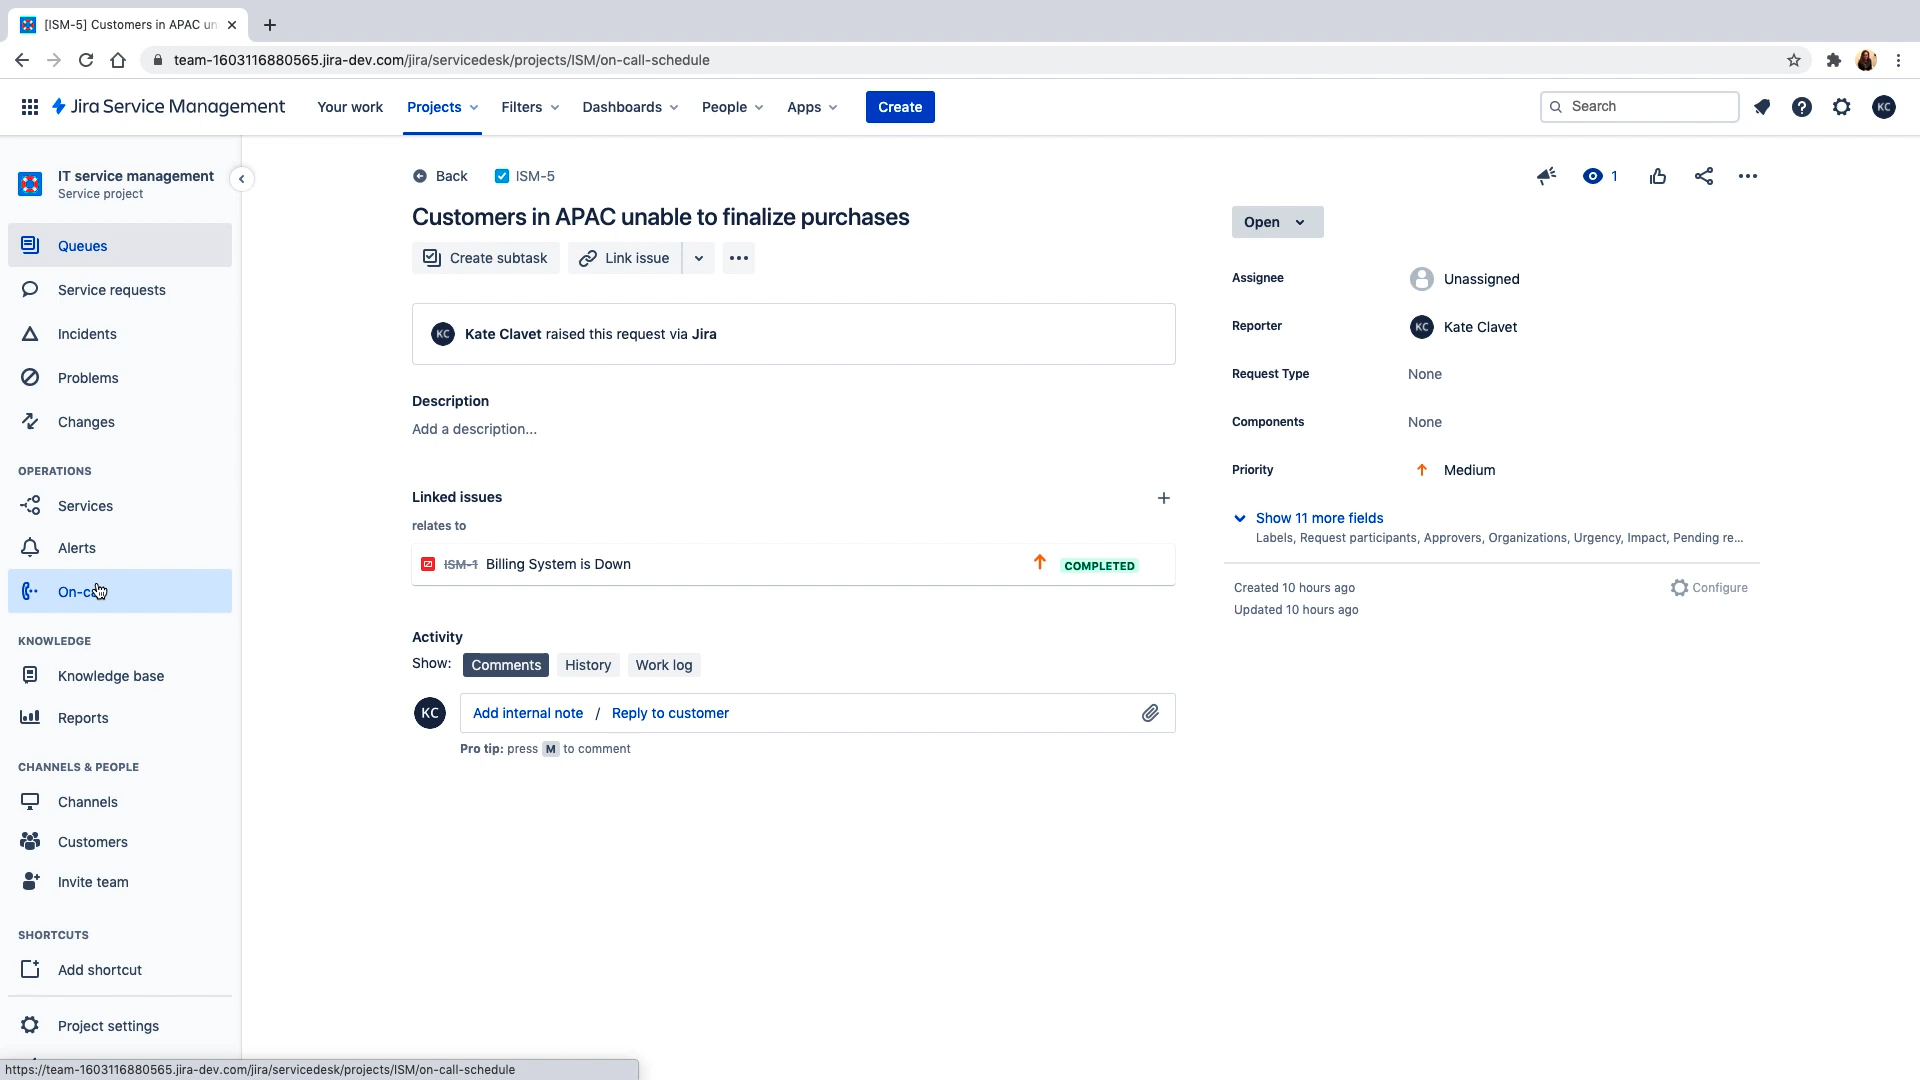 [ISM-5] Customers in APAC un
team-1603116880565.jira-dev.com/jira/servicedesk/projects/ISM/on-call-schedule
Jira Service Management
Your work
Projects
Filters
Dashboards
People
Apps
Create
Search
KC
IT service management
Service project
Queues
Service requests
Incidents
Problems
Changes
OPERATIONS
Services
Alerts
On-c
KNOWLEDGE
Knowledge base
Reports
CHANNELS & PEOPLE
Channels
Customers
Invite team
SHORTCUTS
Add shortcut
Project settings
https://team-1603116880565.jira-dev.com/jira/servicedesk/projects/ISM/on-call-schedule
Back
ISM-5
1
Customers in APAC unable to finalize purchases
Create subtask
Link issue
KC Kate Clavet raised this request via Jira
Description
Add a description...
Linked issues
relates to
ISM-1 Billing System is Down
COMPLETED
Activity
Show: Comments History Work log
KC Add internal note / Reply to customer
Pro tip: press M to comment
Open
Assignee
Unassigned
Reporter
KC Kate Clavet
Request Type
None
Components
None
Priority
Medium
Show 11 more fields
Labels, Request participants, Approvers, Organizations, Urgency, Impact, Pending re...
Created 10 hours ago
Configure
Updated 10 hours ago